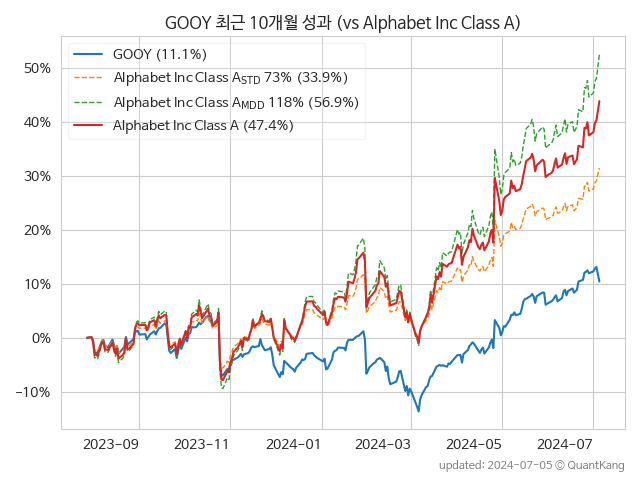 GOOY 최근 10개월 성과 (vs Alphabet Inc Class A)
GOOY (11.1%)
Alphabet Inc Class A STD 73% (33.9%)
Alphabet Inc Class A MDD 118% (56.9%)
Alphabet Inc Class A (47.4%)
50%
40%
30%
20%
10%
0%
−10%
2023-09
2023-11
2024-01
2024-03
2024-05
2024-07
updated: 2024-07-05 © QuantKang